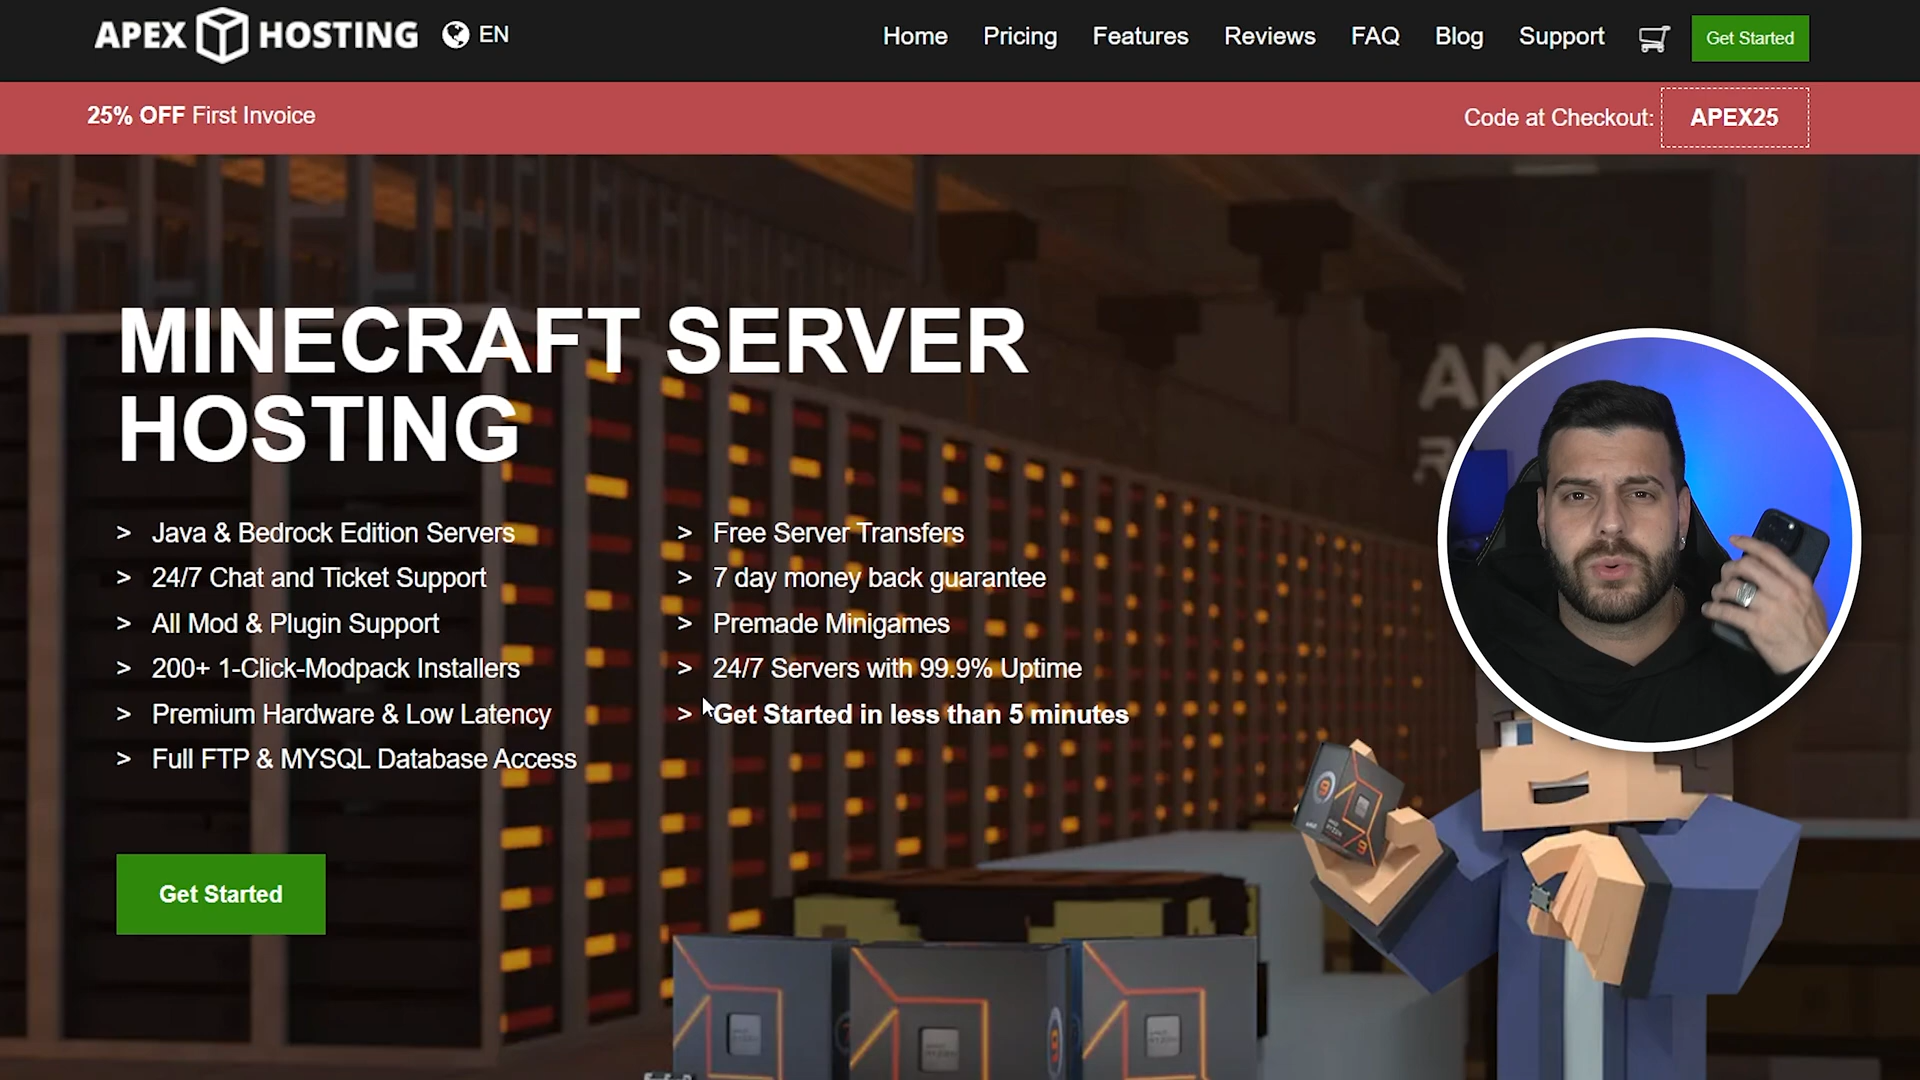 APEX HOSTING EN
Home Pricing Features Reviews FAQ Blog Support Get Started
25% OFF First Invoice
Code at Checkout: APEX25
MINECRAFT SERVER
HOSTING
> Java & Bedrock Edition Servers
> 24/7 Chat and Ticket Support
> All Mod & Plugin Support
> 200+ 1-Click-Modpack Installers
> Premium Hardware & Low Latency
> Full FTP & MYSQL Database Access
> Free Server Transfers
> 7 day money back guarantee
> Premade Minigames
> 24/7 Servers with 99.9% Uptime
> Get Started in less than 5 minutes
Get Started